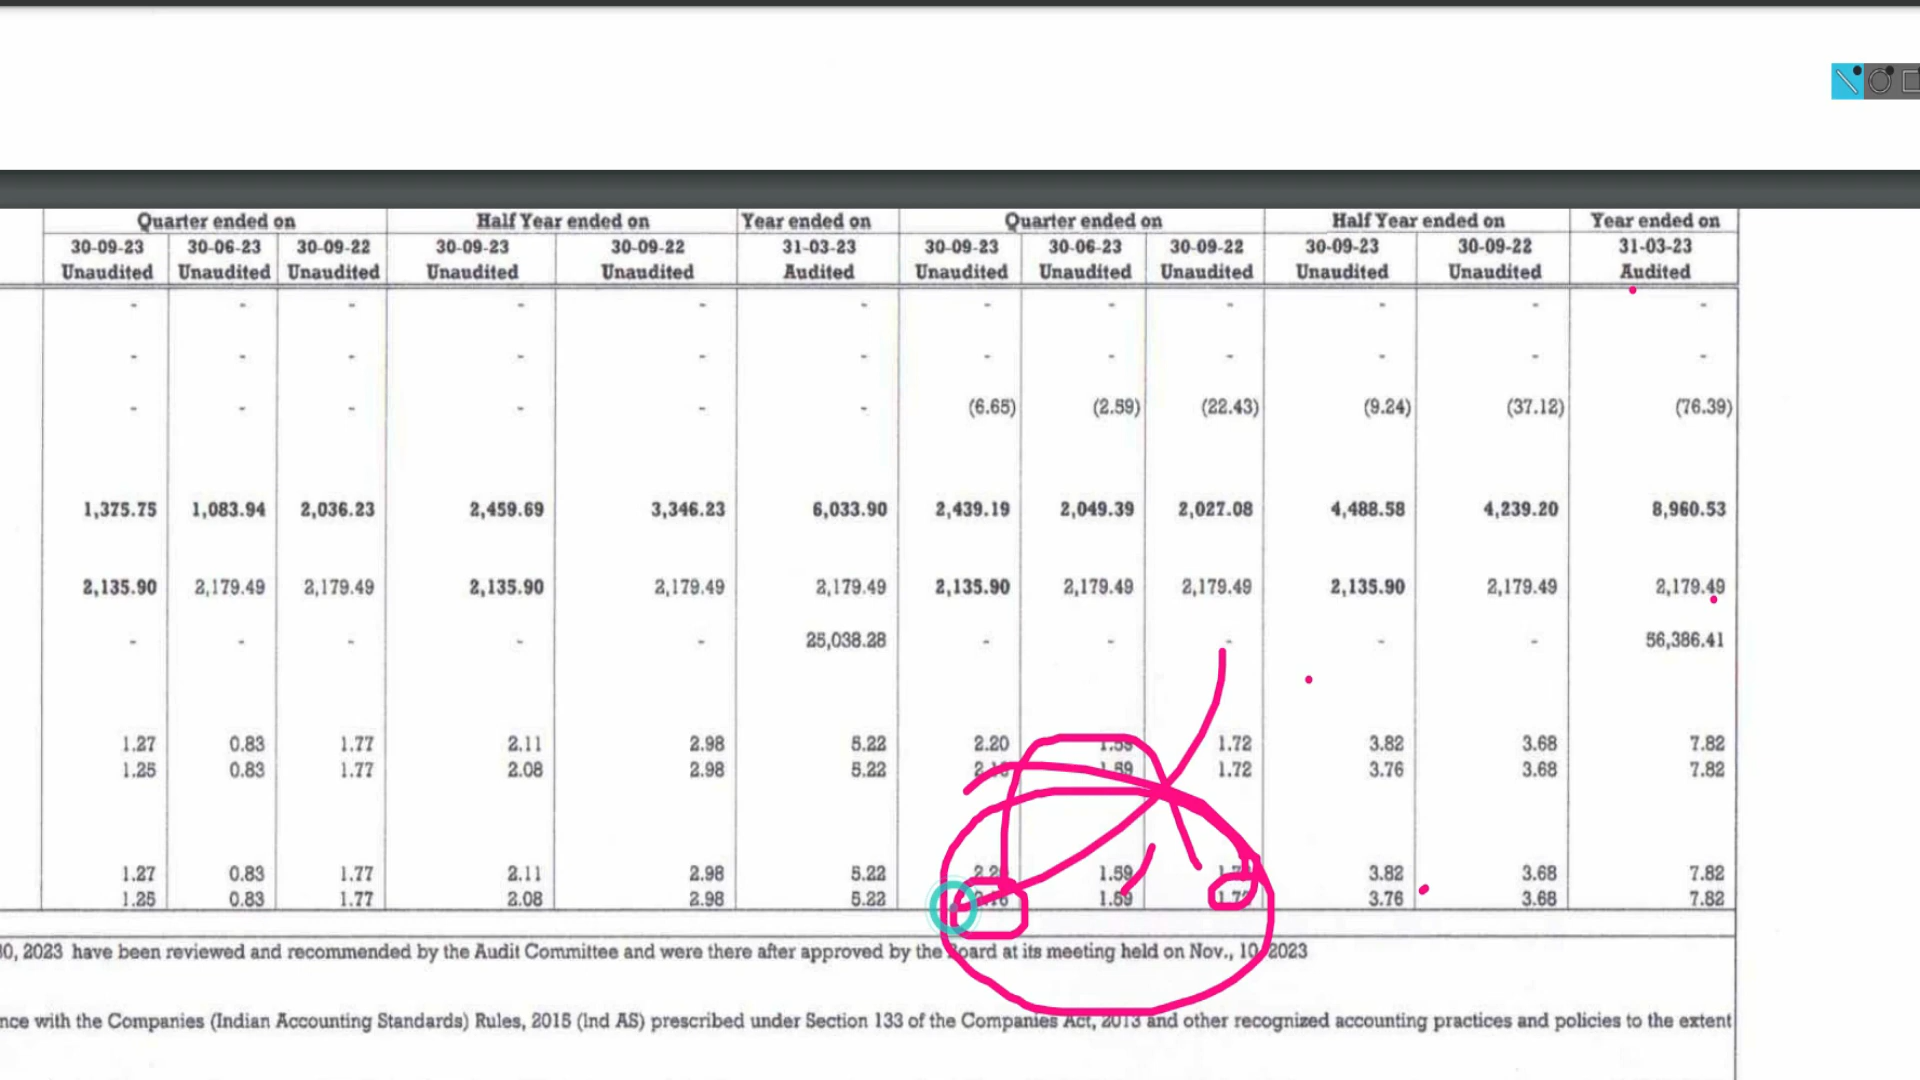 Quarter ended on Half Year ended on Year ended on Quarter ended on Half Year ended on Year ended on
30-09-23 30-06-23 30-09-22 30-09-23 30-09-22 31-03-23 30-09-23 30-06-23 30-09-22 30-09-23 30-09-22 31-03-23
Unaudited Unaudited Unaudited Unaudited Unaudited Audited Unaudited Unaudited Unaudited Unaudited Unaudited Audited
- - - - - - - - - - - -
- - - - - - - - - - - -
- - - - - - (6.65) (2.59) (22.43) (9.24) (37.12) (76.39)
1,375.75 1,083.94 2,036.23 2,459.69 3,346.23 6,033.90 2,439.19 2,049.39 2,027.08 4,488.58 4,239.20 8,960.53
2,135.90 2,179.49 2,179.49 2,135.90 2,179.49 2,179.49 2,135.90 2,179.49 2,179.49 2,135.90 2,179.49 2,179.49
- - - - - 25,038.28 - - - - - 56,386.41
1.27 0.83 1.77 2.11 2.98 5.22 2.20 1.72 3.82 3.68 7.82
1.25 0.83 1.77 2.08 2.98 5.22 1.59 1.72 3.76 3.68 7.82
1.27 0.83 1.77 2.11 2.98 5.22 1.59 3.82 3.68 7.82
1.25 0.83 1.77 2.08 2.98 5.22 1.59 3.76 3.68 7.82
30, 2023 have been reviewed and recommended by the Audit Committee and were there after approved by the Board at its meeting held on Nov., 10, 2023
nce with the Companies (Indian Accounting Standards) Rules, 2015 (Ind AS) prescribed under Section 133 of the Companies Act, 2013 and other recognized accounting practices and policies to the extent